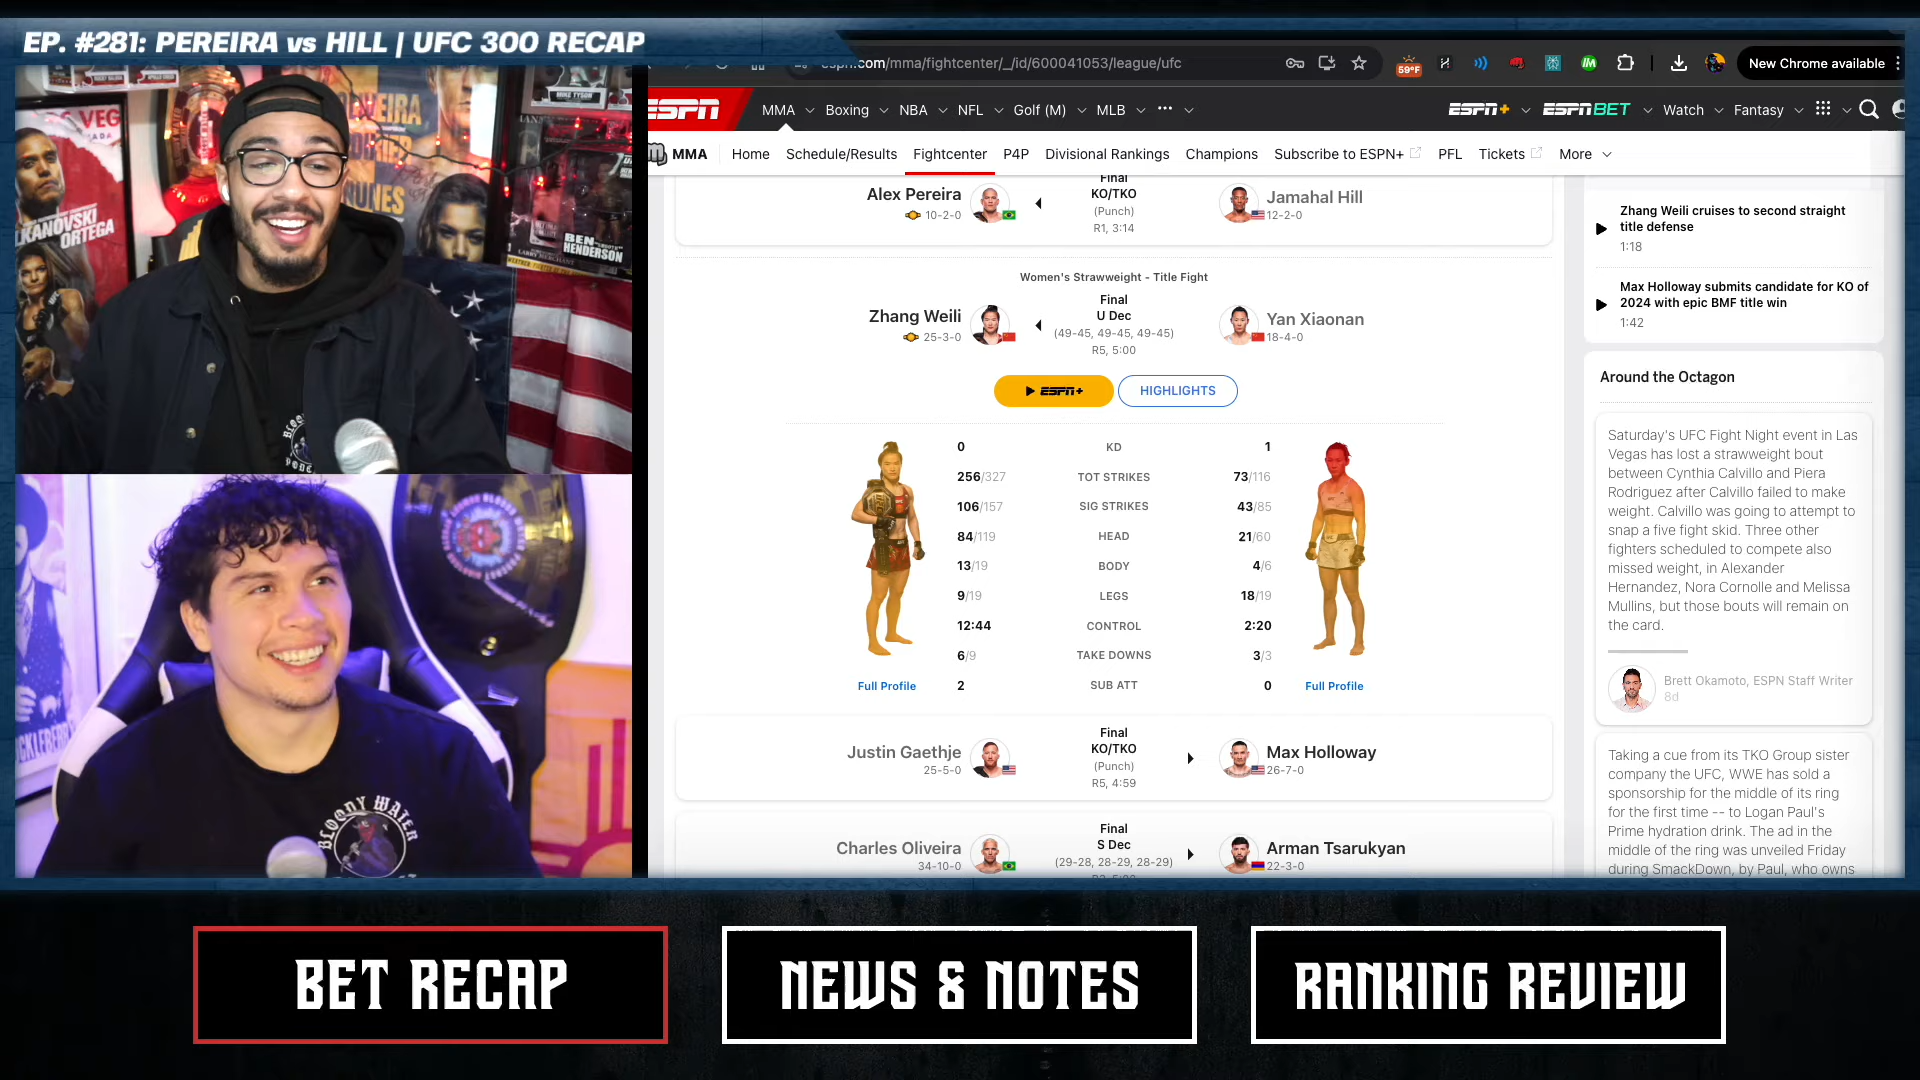 EP. #281: PEREIRA vs HILL | UFC 300 RECAP
espn.com/mma/fightcenter/_/id/600041053/league/ufc
59°F
New Chrome available
ESPN
MMA
Boxing
NBA
NFL
Golf (M)
MLB
ESPN+
ESPN BET
Watch
Fantasy
MMA
Home
Schedule/Results
Fightcenter
P4P
Divisional Rankings
Champions
Subscribe to ESPN+
PFL
Tickets
More
Alex Pereira
10-2-0
Final
KO/TKO
(Punch)
R1, 3:14
Jamahal Hill
12-2-0
Women's Strawweight - Title Fight
Zhang Weili
25-3-0
Final
U Dec
(49-45, 49-45, 49-45)
R5, 5:00
Yan Xiaonan
18-4-0
ESPN+
HIGHLIGHTS
0 KD 1
256/327 TOT STRIKES 73/116
106/157 SIG STRIKES 43/85
84/119 HEAD 21/60
13/19 BODY 4/6
9/19 LEGS 18/19
12:44 CONTROL 2:20
6/9 TAKE DOWNS 3/3
2 SUB ATT 0
Full Profile
Full Profile
Justin Gaethje
25-5-0
Final
KO/TKO
(Punch)
R5, 4:59
Max Holloway
26-7-0
Charles Oliveira
34-10-0
Final
S Dec
(29-28, 28-29, 28-29)
Arman Tsarukyan
22-3-0
Zhang Weili cruises to second straight
title defense
1:18
Max Holloway submits candidate for KO of
2024 with epic BMF title win
1:42
Around the Octagon
Saturday's UFC Fight Night event in Las
Vegas has lost a strawweight bout
between Cynthia Calvillo and Piera
Rodriguez after Calvillo failed to make
weight. Calvillo was going to attempt to
snap a five fight skid. Three other
fighters scheduled to compete also
missed weight, in Alexander
Hernandez, Nora Cornolle and Melissa
Mullins, but those bouts will remain on
the card.
Brett Okamoto, ESPN Staff Writer
8d
Taking a cue from its TKO Group sister
company the UFC, WWE has sold a
sponsorship for the middle of its ring
for the first time -- to Logan Paul's
Prime hydration drink. The ad in the
middle of the ring was unveiled Friday
during SmackDown, by Paul, who owns
MIKE TYSON
ORTEGA
BEN
HENDERSON
BLOODY WATER
BET RECAP
NEWS & NOTES
RANKING REVIEW